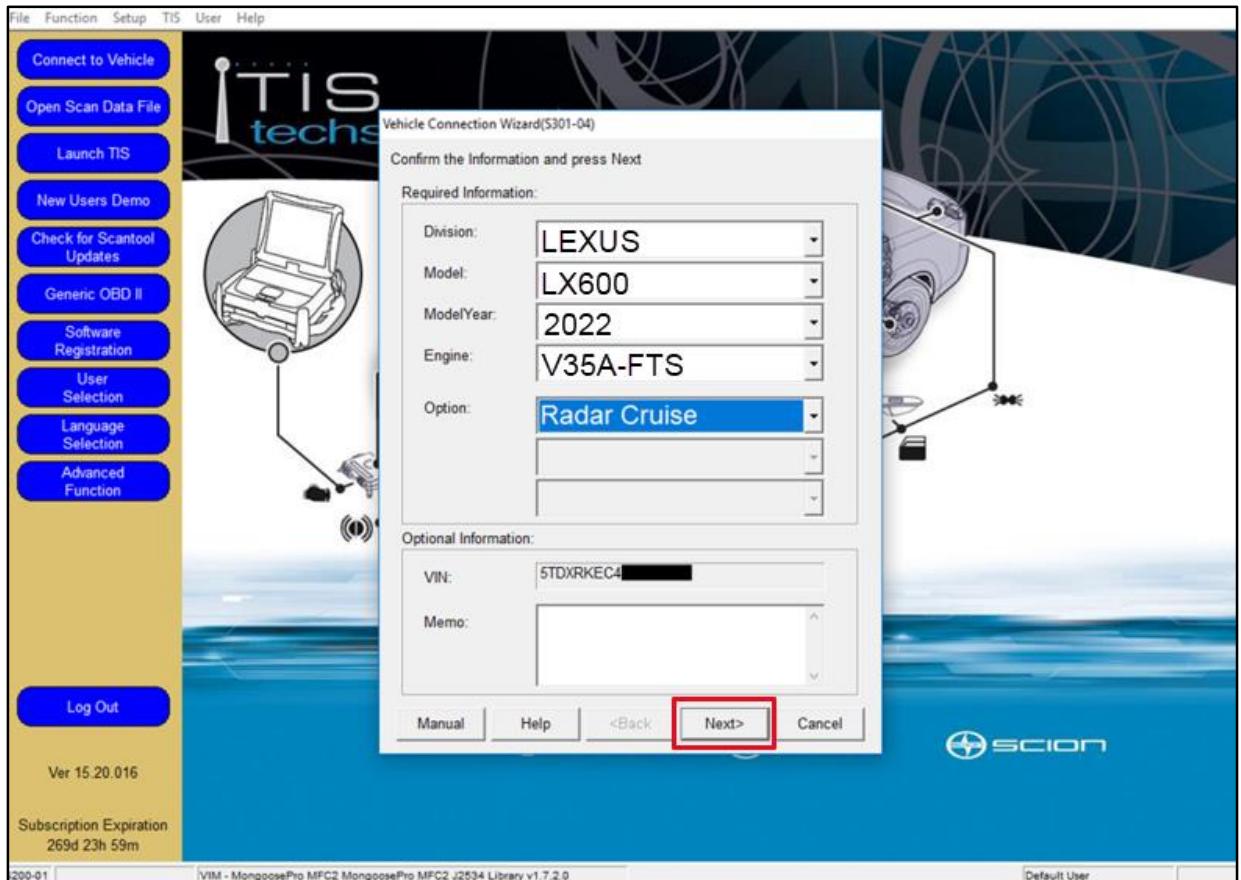 File Function Setup TIS User Help
Connect to Vehicle
Open Scan Data File
Launch TIS
New Users Demo
Check for Scantool
Updates
Generic OBD II
Software
Registration
User
Selection
Language
Selection
Advanced
Function
Log Out
Ver 15.20.016
Subscription Expiration
269d 23h 59m
TIS
techs
Vehicle Connection Wizard(S301-04)
Confirm the Information and press Next
Required Information:
Division:
LEXUS
Model:
LX600
ModelYear:
2022
Engine:
V35A-FTS
Option:
Radar Cruise
Optional Information:
VIN:
5TDXRKEC4
Memo:
Manual Help <Back Next> Cancel
SCION
S200-01 VIM - MongoosePro MFC2 MongoosePro MFC2 J2534 Library v1.7.2.0 Default User